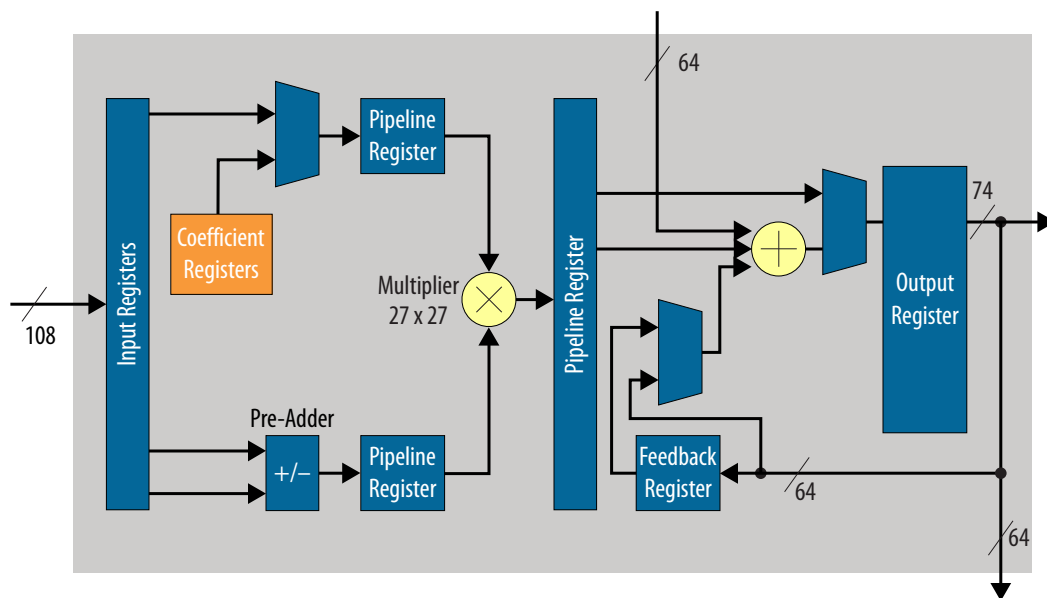 64
Pipeline
Register
Coefficient
Registers
Input Registers
108
Multiplier
27 x 27
×
Pre-Adder
+/−
Pipeline
Register
Pipeline Register
+
74
Output
Register
Feedback
Register
64
64